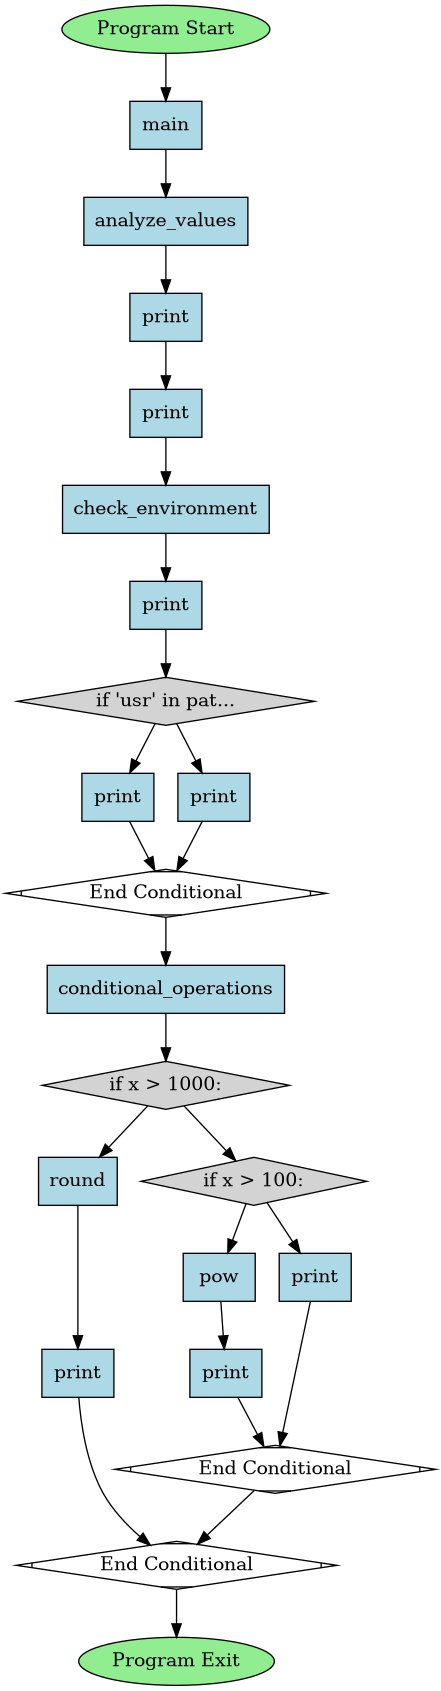 Program Start
main
analyze_values
print
print
check_environment
print
if 'usr' in pat...
print
print
End Conditional
conditional_operations
if x > 1000:
round
if x > 100:
pow
print
print
print
End Conditional
End Conditional
Program Exit